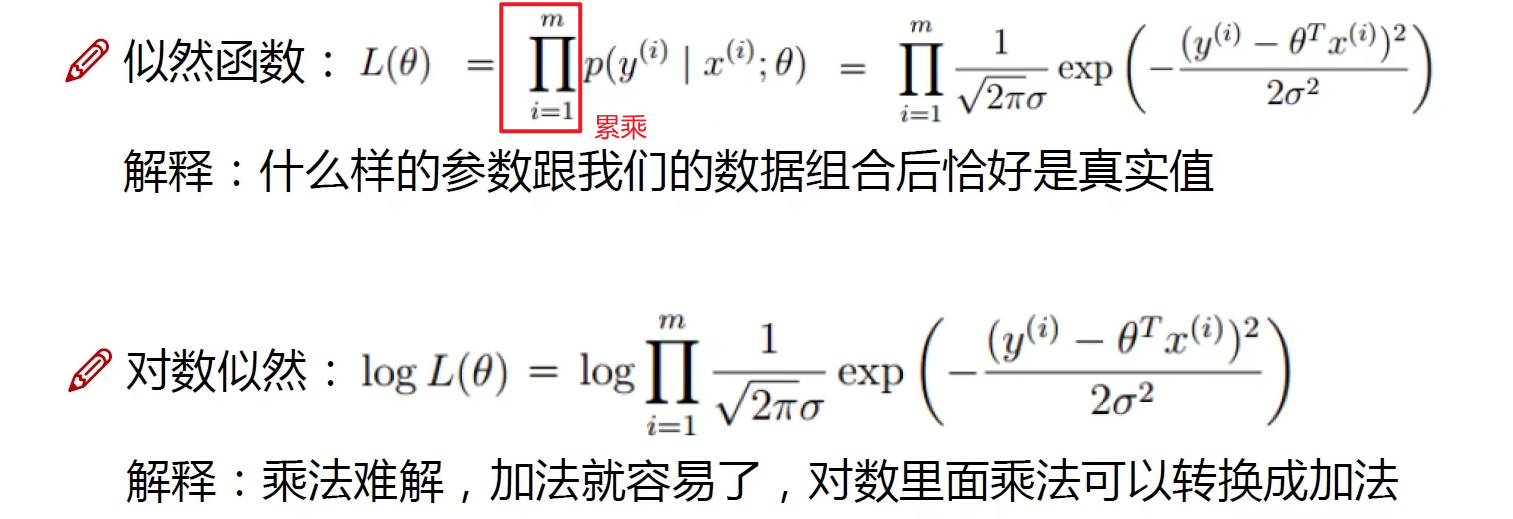 似然函数：$L(\theta) = \prod_{i=1}^{m} p(y^{(i)} \mid x^{(i)}; \theta) = \prod_{i=1}^{m} \frac{1}{\sqrt{2\pi}\sigma} \exp\left(-\frac{(y^{(i)} - \theta^T x^{(i)})^2}{2\sigma^2}\right)$
累乘
解释：什么样的参数跟我们的数据组合后恰好是真实值
对数似然：$\log L(\theta) = \log \prod_{i=1}^{m} \frac{1}{\sqrt{2\pi}\sigma} \exp\left(-\frac{(y^{(i)} - \theta^T x^{(i)})^2}{2\sigma^2}\right)$
解释：乘法难解，加法就容易了，对数里面乘法可以转换成加法